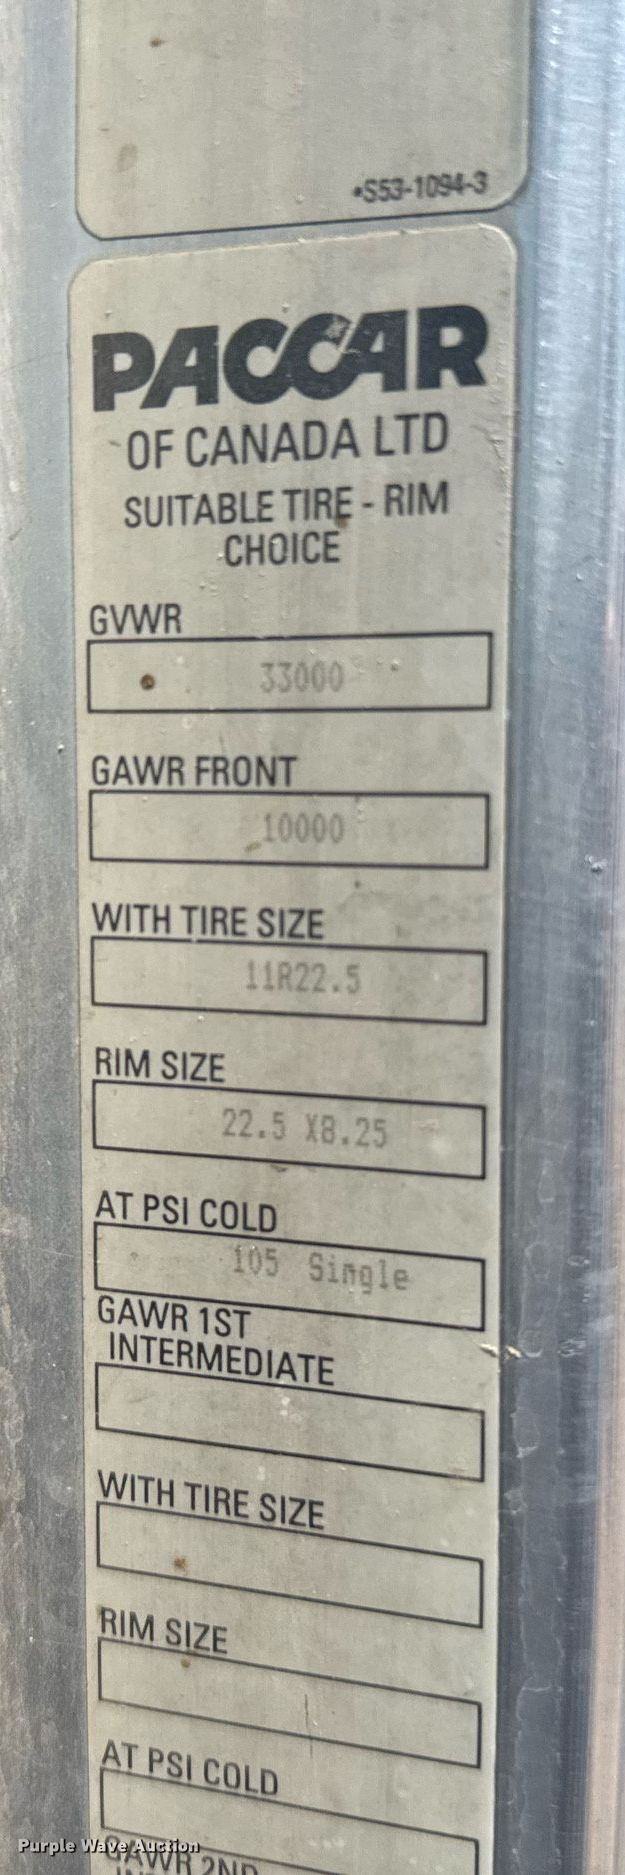 •S53-1094-3
PACCAR
OF CANADA LTD
SUITABLE TIRE - RIM
CHOICE
GVWR
33000
GAWR FRONT
10000
WITH TIRE SIZE
11R22.5
RIM SIZE
22.5 X8.25
AT PSI COLD
105 Single
GAWR 1ST
INTERMEDIATE
WITH TIRE SIZE
RIM SIZE
AT PSI COLD
GAWR 2ND
Purple Wave Auction